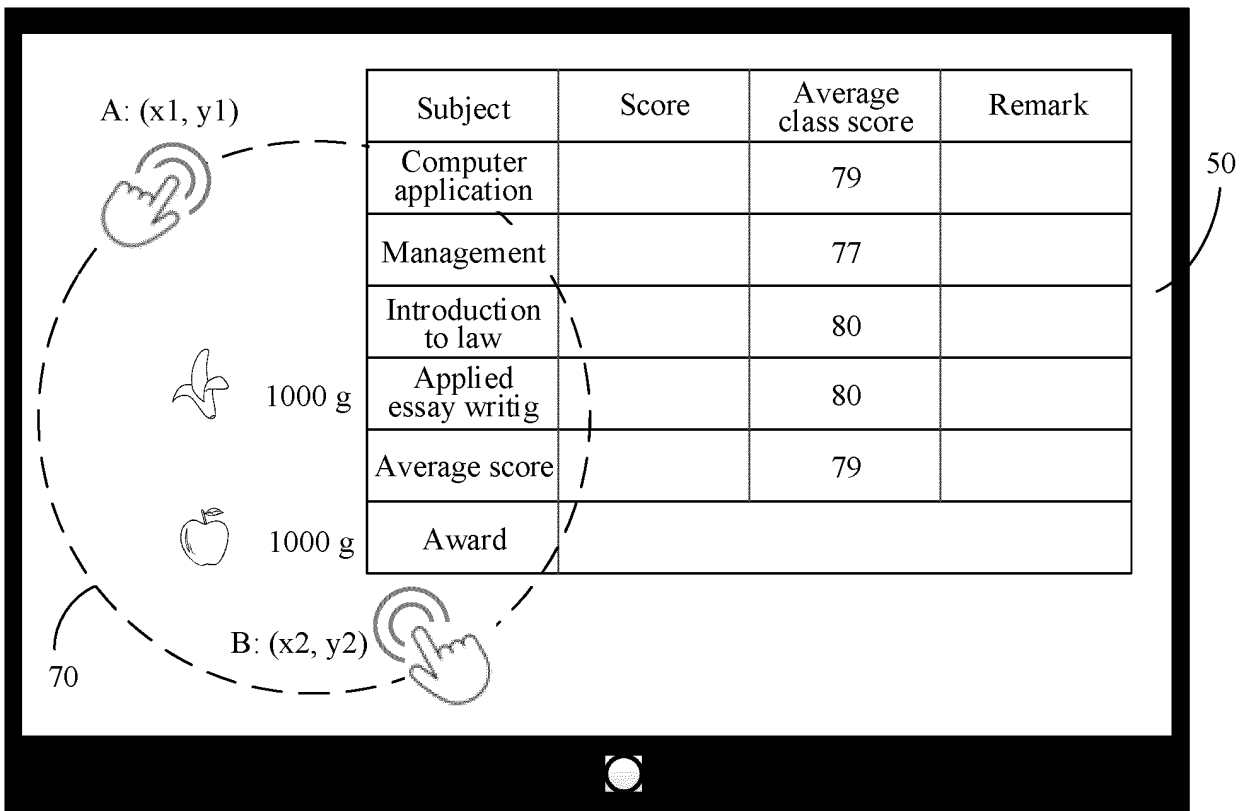 A: (x1, y1)
Subject
Score
Average
class score
Remark
Computer
application
79
50
Management
77
Introduction
to law
80
1000 g
Applied
essay writig
80
Average score
79
1000 g
Award
B: (x2, y2)
70